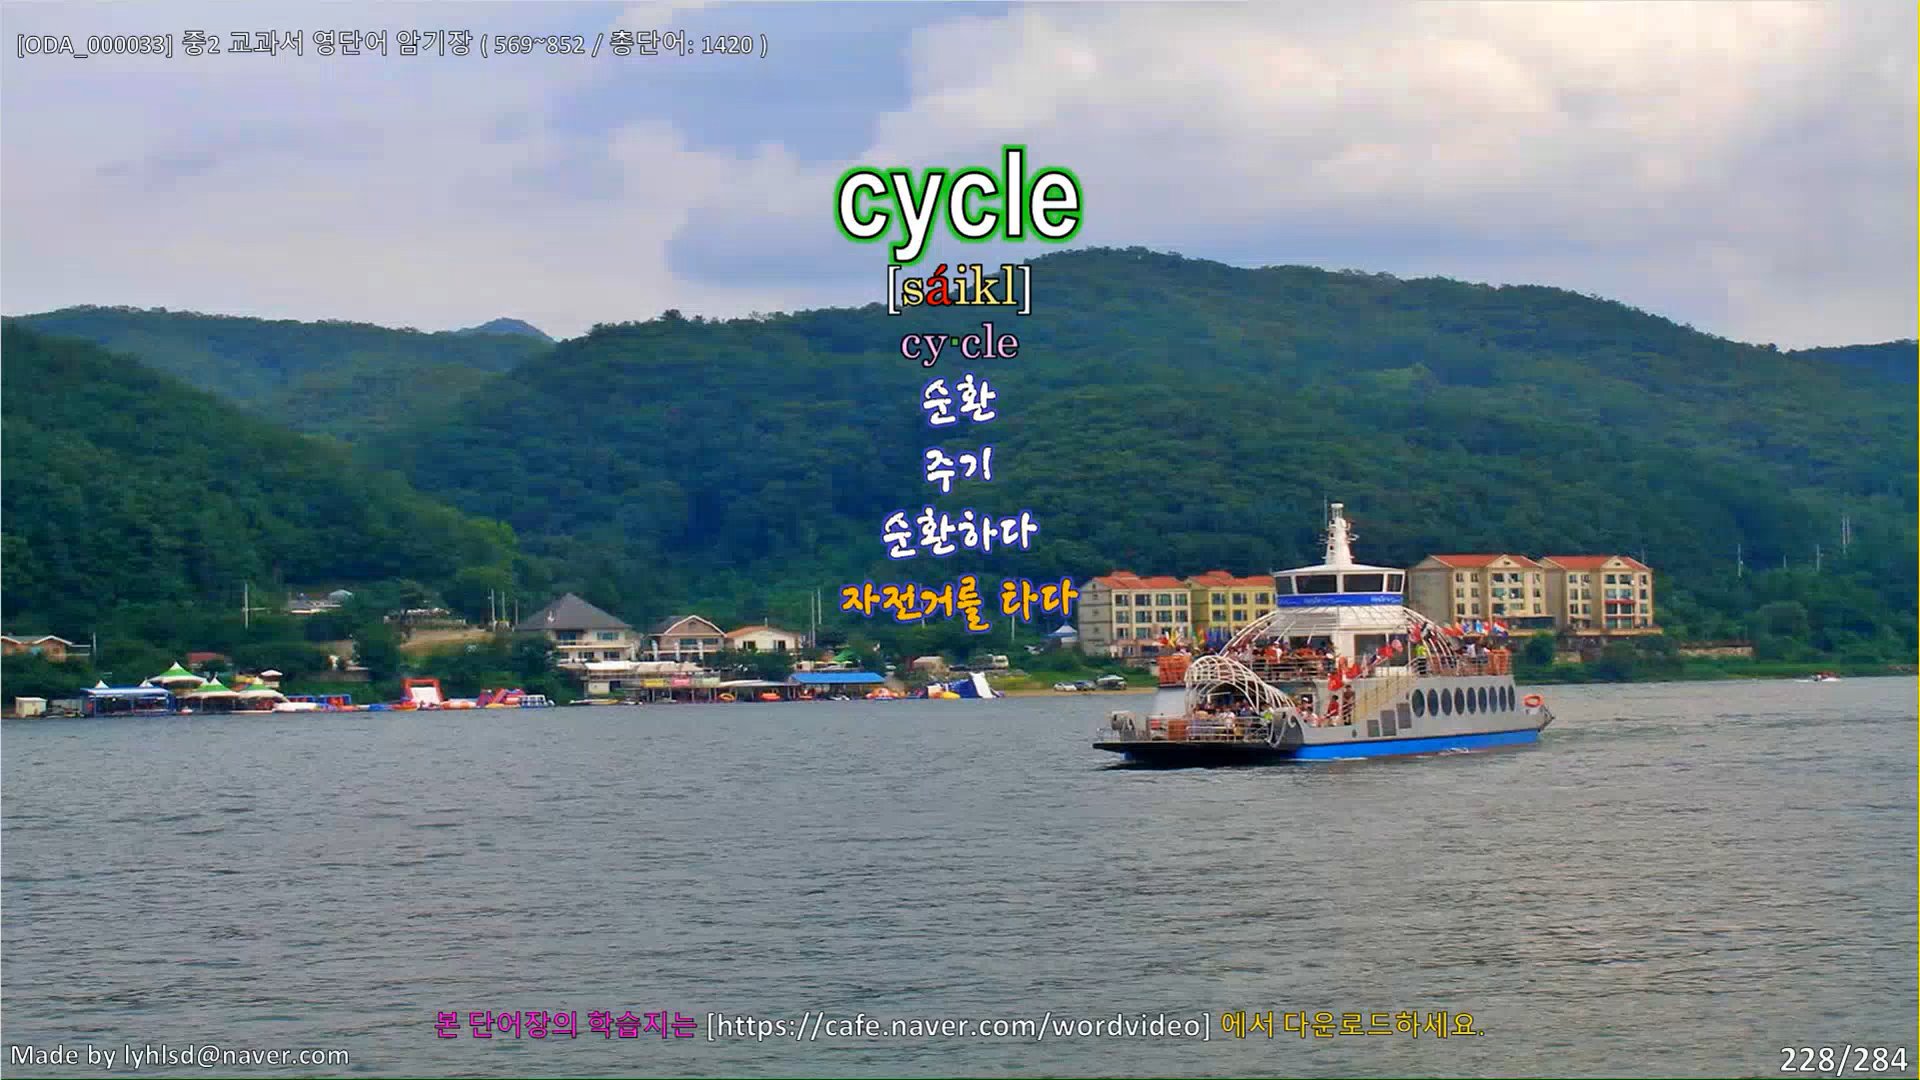 [ODA_000033] 중2 교과서 영단어 암기장 ( 569~852 / 총단어: 1420 )
cycle
[sáikl]
cy·cle
순환
주기
순환하다
자전거를 타다
본 단어장의 학습지는 [https://cafe.naver.com/wordvideo] 에서 다운로드하세요.
Made by lyhlsd@naver.com
228/284